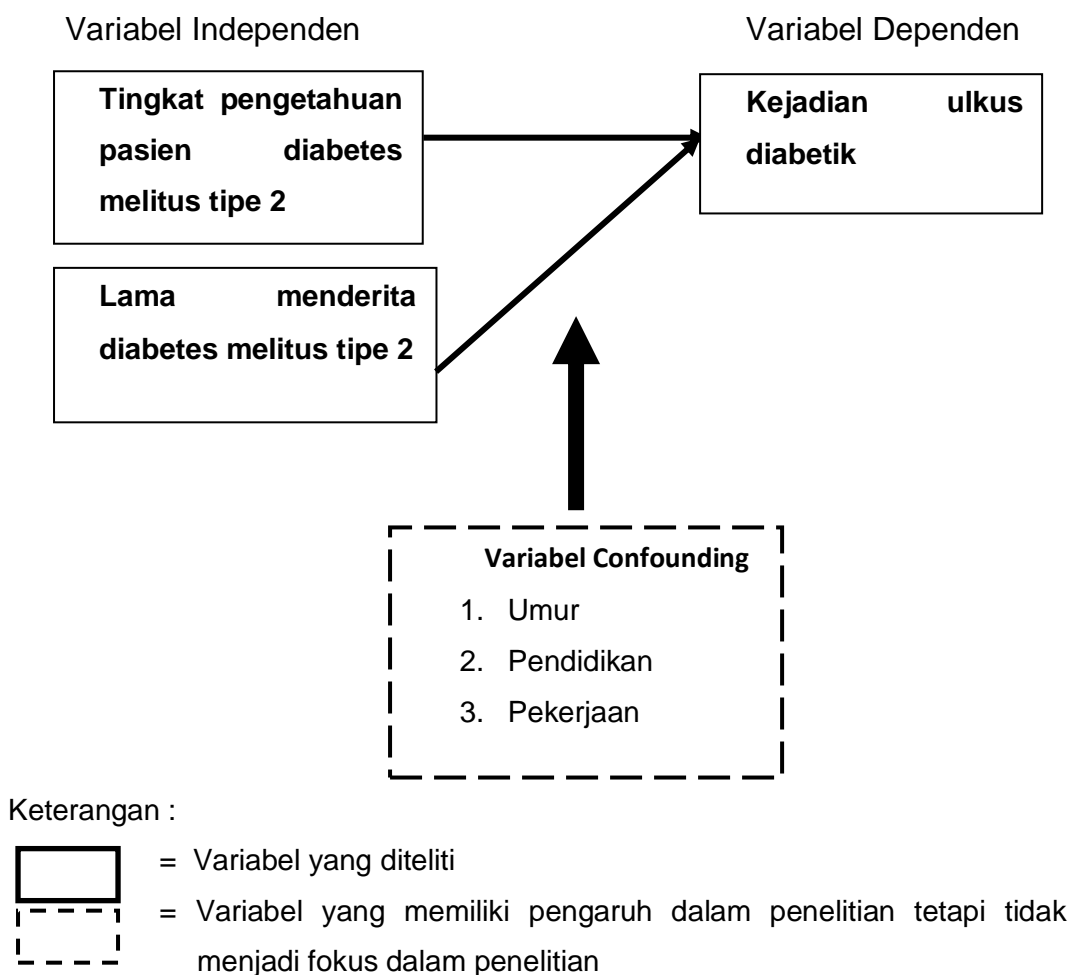 Variabel Independen
Variabel Dependen
Tingkat pengetahuan
pasien diabetes
melitus tipe 2
Kejadian ulkus
diabetik
Lama menderita
diabetes melitus tipe 2
Variabel Confounding
1. Umur
2. Pendidikan
3. Pekerjaan
Keterangan :
= Variabel yang diteliti
= Variabel yang memiliki pengaruh dalam penelitian tetapi tidak
menjadi fokus dalam penelitian